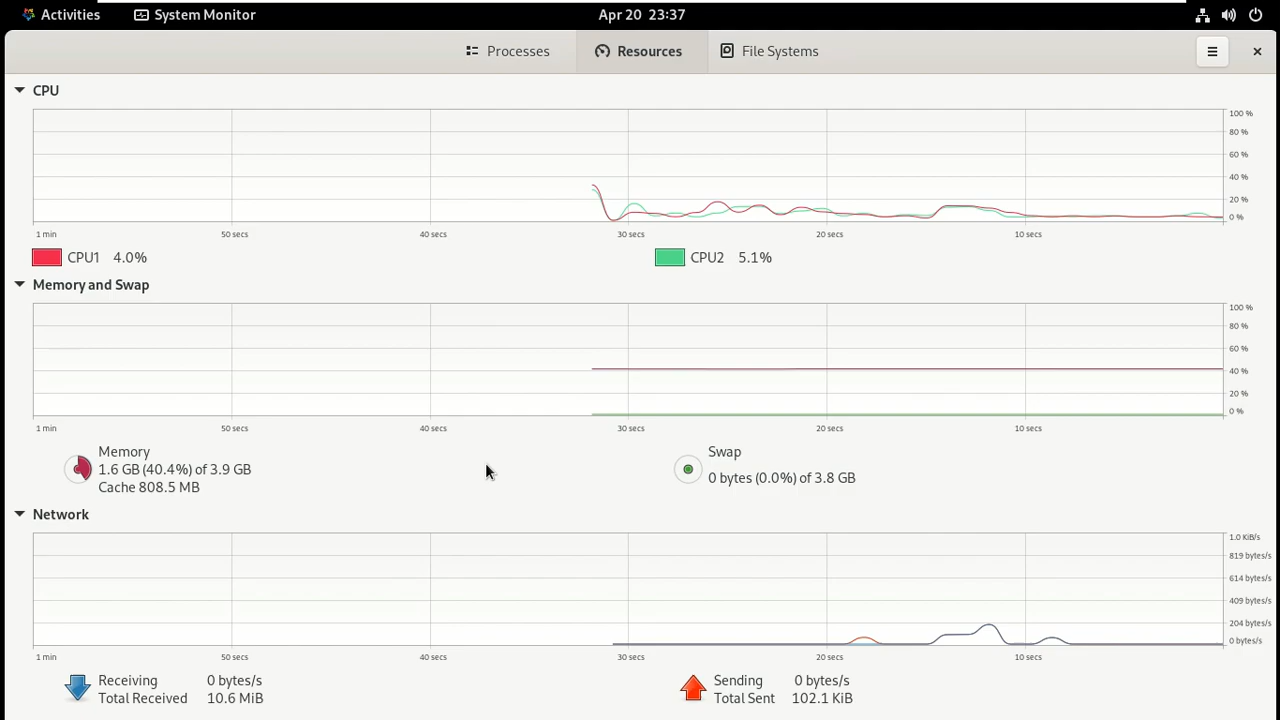 Activities System Monitor Apr 20 23:37
Processes Resources File Systems
CPU
100 %
80 %
60 %
40 %
20 %
0 %
1 min 50 secs 40 secs 30 secs 20 secs 10 secs
CPU1 4.0% CPU2 5.1%
Memory and Swap
100 %
80 %
60 %
40 %
20 %
0 %
1 min 50 secs 40 secs 30 secs 20 secs 10 secs
Memory
1.6 GB (40.4%) of 3.9 GB
Cache 808.5 MB
Swap
0 bytes (0.0%) of 3.8 GB
Network
1.0 KiB/s
819 bytes/s
614 bytes/s
409 bytes/s
204 bytes/s
0 bytes/s
1 min 50 secs 40 secs 30 secs 20 secs 10 secs
Receiving 0 bytes/s
Total Received 10.6 MiB
Sending 0 bytes/s
Total Sent 102.1 KiB